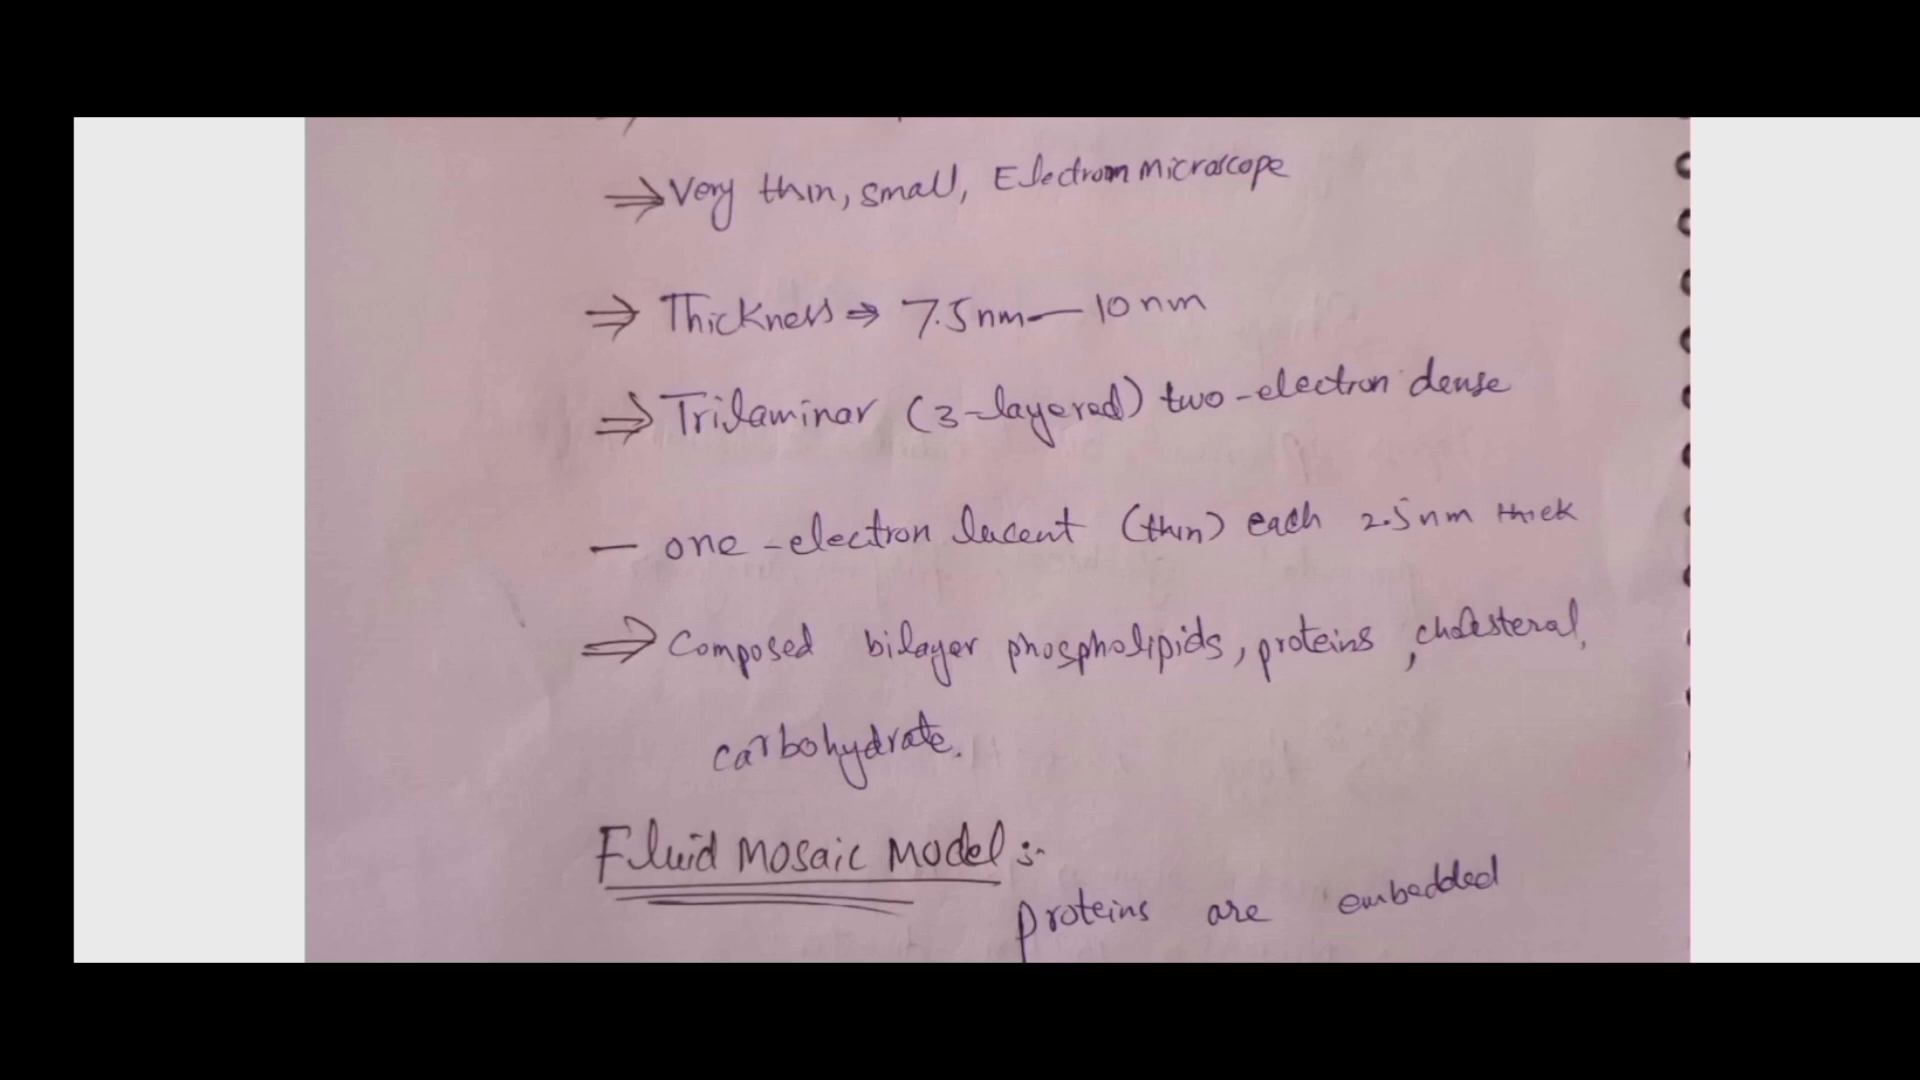 ⇒ Very thin, small, Electrom microscope
⇒ Thickness ⇒ 7.5nm — 10 nm
⇒ Trilaminar (3-layered) two-electron dense
— one-electron lucent (thin) each 2.5nm thick
⇒ Composed bilayer phospholipids, proteins, cholesteral,
carbohydrate.
Fluid Mosaic Model :-
proteins are embedded